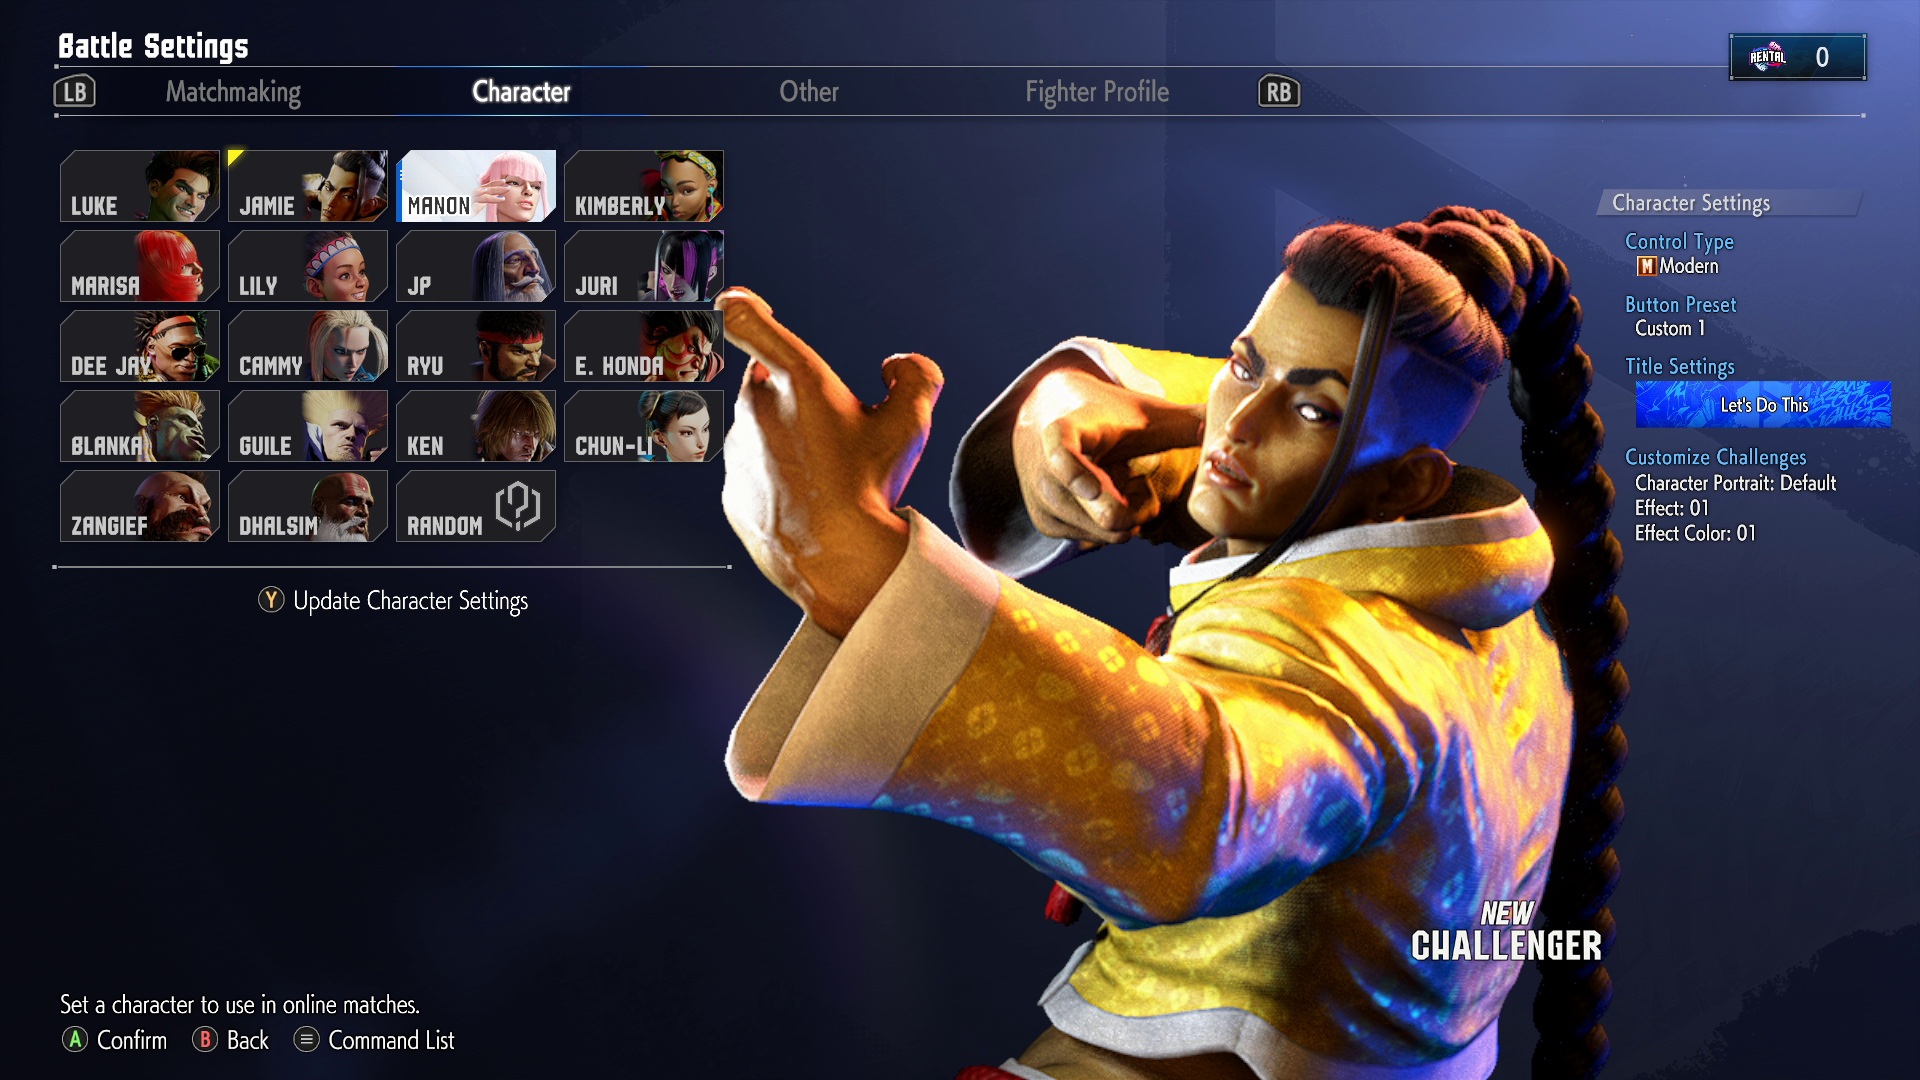 Battle Settings
RENTAL 0
LB Matchmaking Character Other Fighter Profile RB
LUKE JAMIE MANON KIMBERLY
MARISA LILY JP JURI
DEE JAY CAMMY RYU E. HONDA
BLANKA GUILE KEN CHUN-LI
ZANGIEF DHALSIM RANDOM
Y Update Character Settings
Character Settings
Control Type
M Modern
Button Preset
Custom 1
Title Settings
Let's Do This
Customize Challenges
Character Portrait: Default
Effect: 01
Effect Color: 01
NEW
CHALLENGER
Set a character to use in online matches.
A Confirm B Back Command List